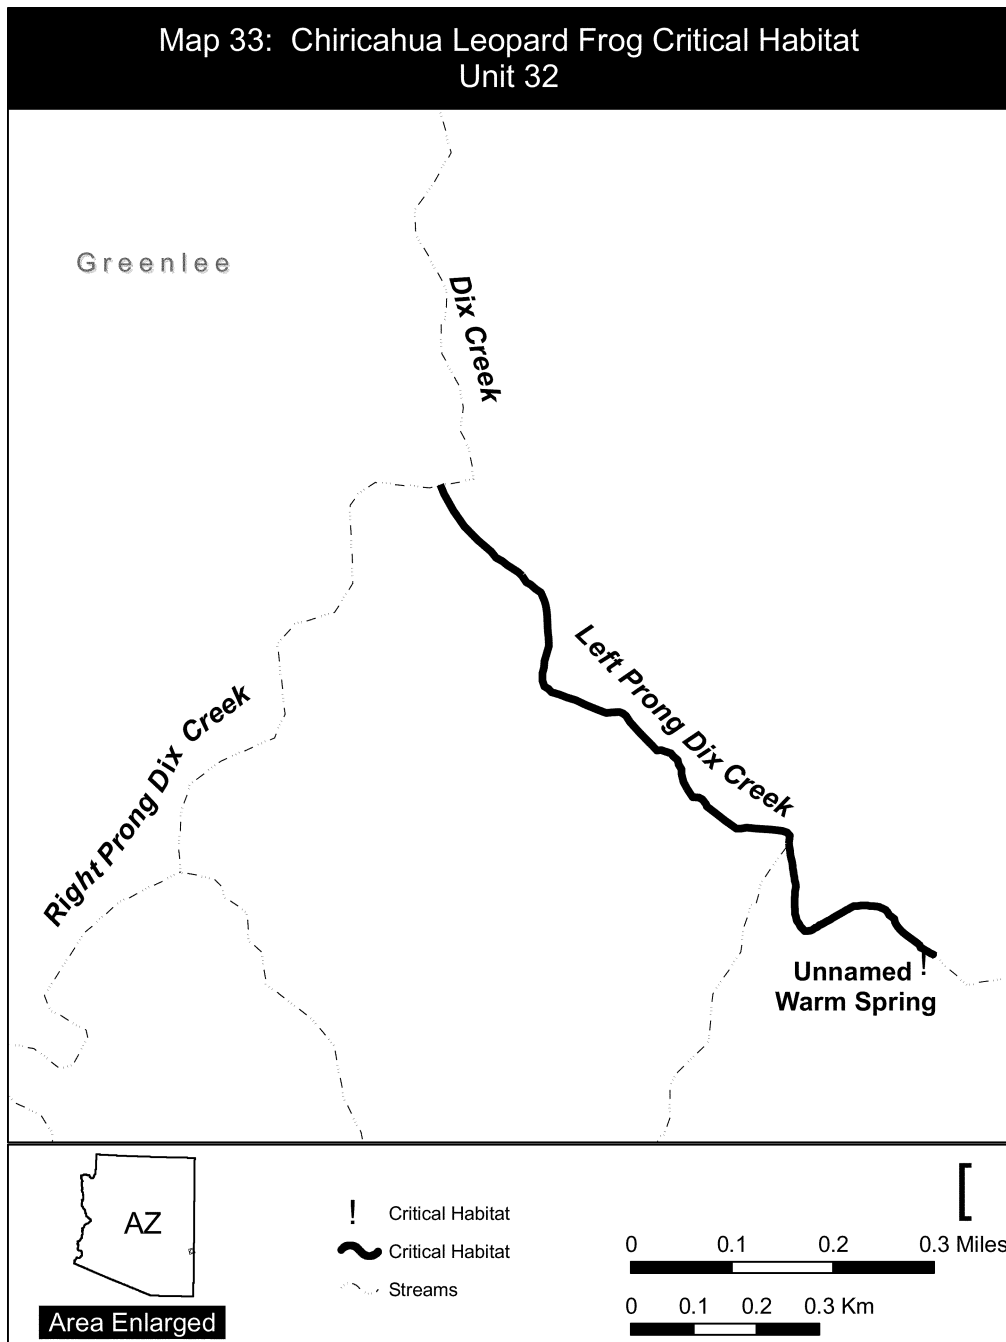 Map 33: Chiricahua Leopard Frog Critical Habitat
Unit 32
Greenlee
Dix Creek
Left Prong Dix Creek
Right Prong Dix Creek
Unnamed !
Warm Spring
AZ
Area Enlarged
! Critical Habitat
Critical Habitat
Streams
[
0 0.1 0.2 0.3 Miles
0 0.1 0.2 0.3 Km